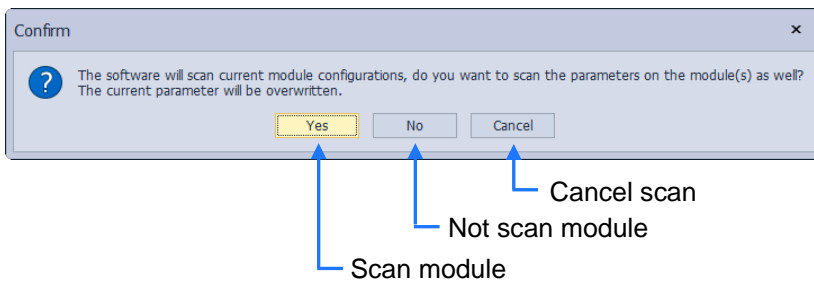 Confirm
×
?
The software will scan current module configurations, do you want to scan the parameters on the module(s) as well?
The current parameter will be overwritten.
Yes No Cancel
Cancel scan
Not scan module
Scan module